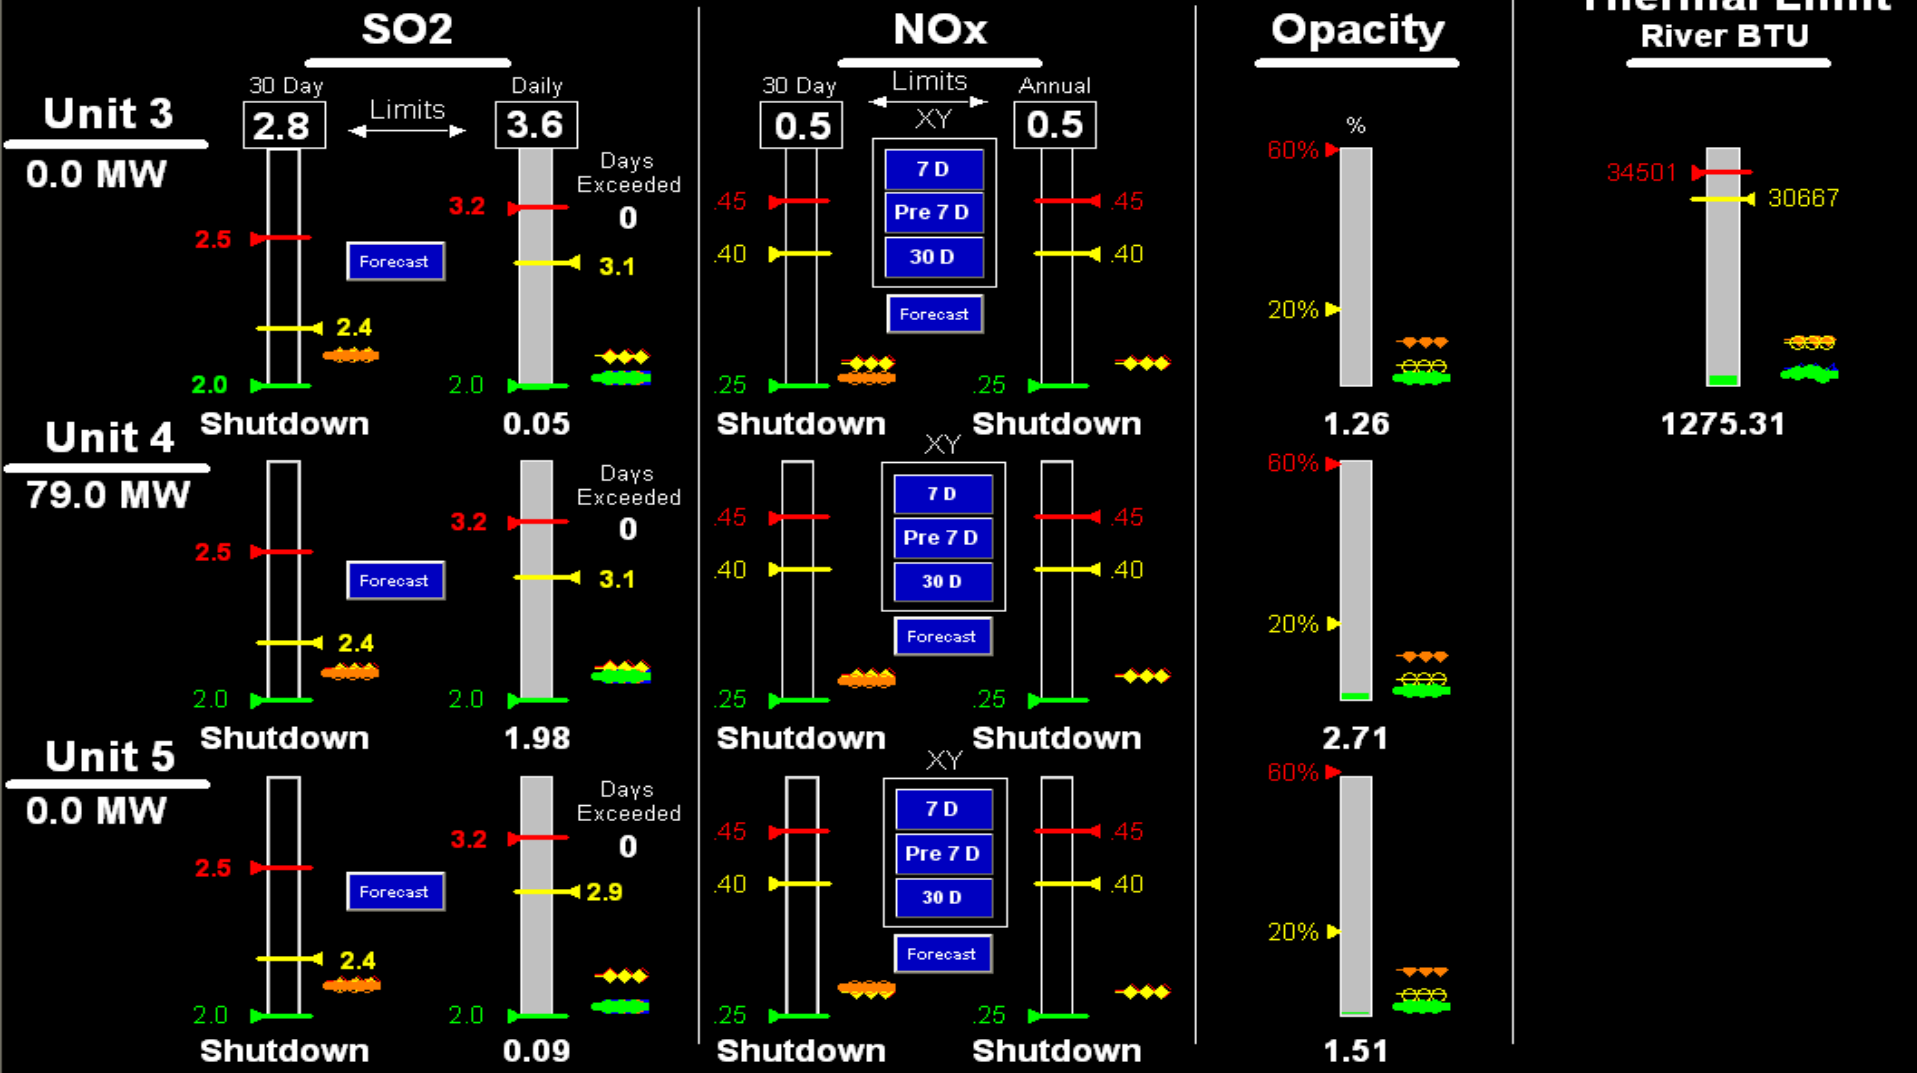 SO2
NOx
Opacity
Thermal Limit
River BTU
Unit 3
0.0 MW
30 Day
2.8
Limits
Daily
3.6
Days
Exceeded
0
3.2
3.1
2.5
Forecast
2.4
2.0
2.0
Shutdown
0.05
30 Day
0.5
Limits
XY
Annual
0.5
7 D
Pre 7 D
30 D
Forecast
.45
.45
.40
.40
.25
.25
Shutdown
Shutdown
%
60%
20%
1.26
34501
30667
1275.31
Unit 4
79.0 MW
Days
Exceeded
0
3.2
3.1
2.5
Forecast
2.4
2.0
2.0
Shutdown
1.98
XY
7 D
Pre 7 D
30 D
Forecast
.45
.45
.40
.40
.25
.25
Shutdown
Shutdown
60%
20%
2.71
Unit 5
0.0 MW
Days
Exceeded
0
3.2
2.9
2.5
Forecast
2.4
2.0
2.0
Shutdown
0.09
XY
7 D
Pre 7 D
30 D
Forecast
.45
.45
.40
.40
.25
.25
Shutdown
Shutdown
60%
20%
1.51